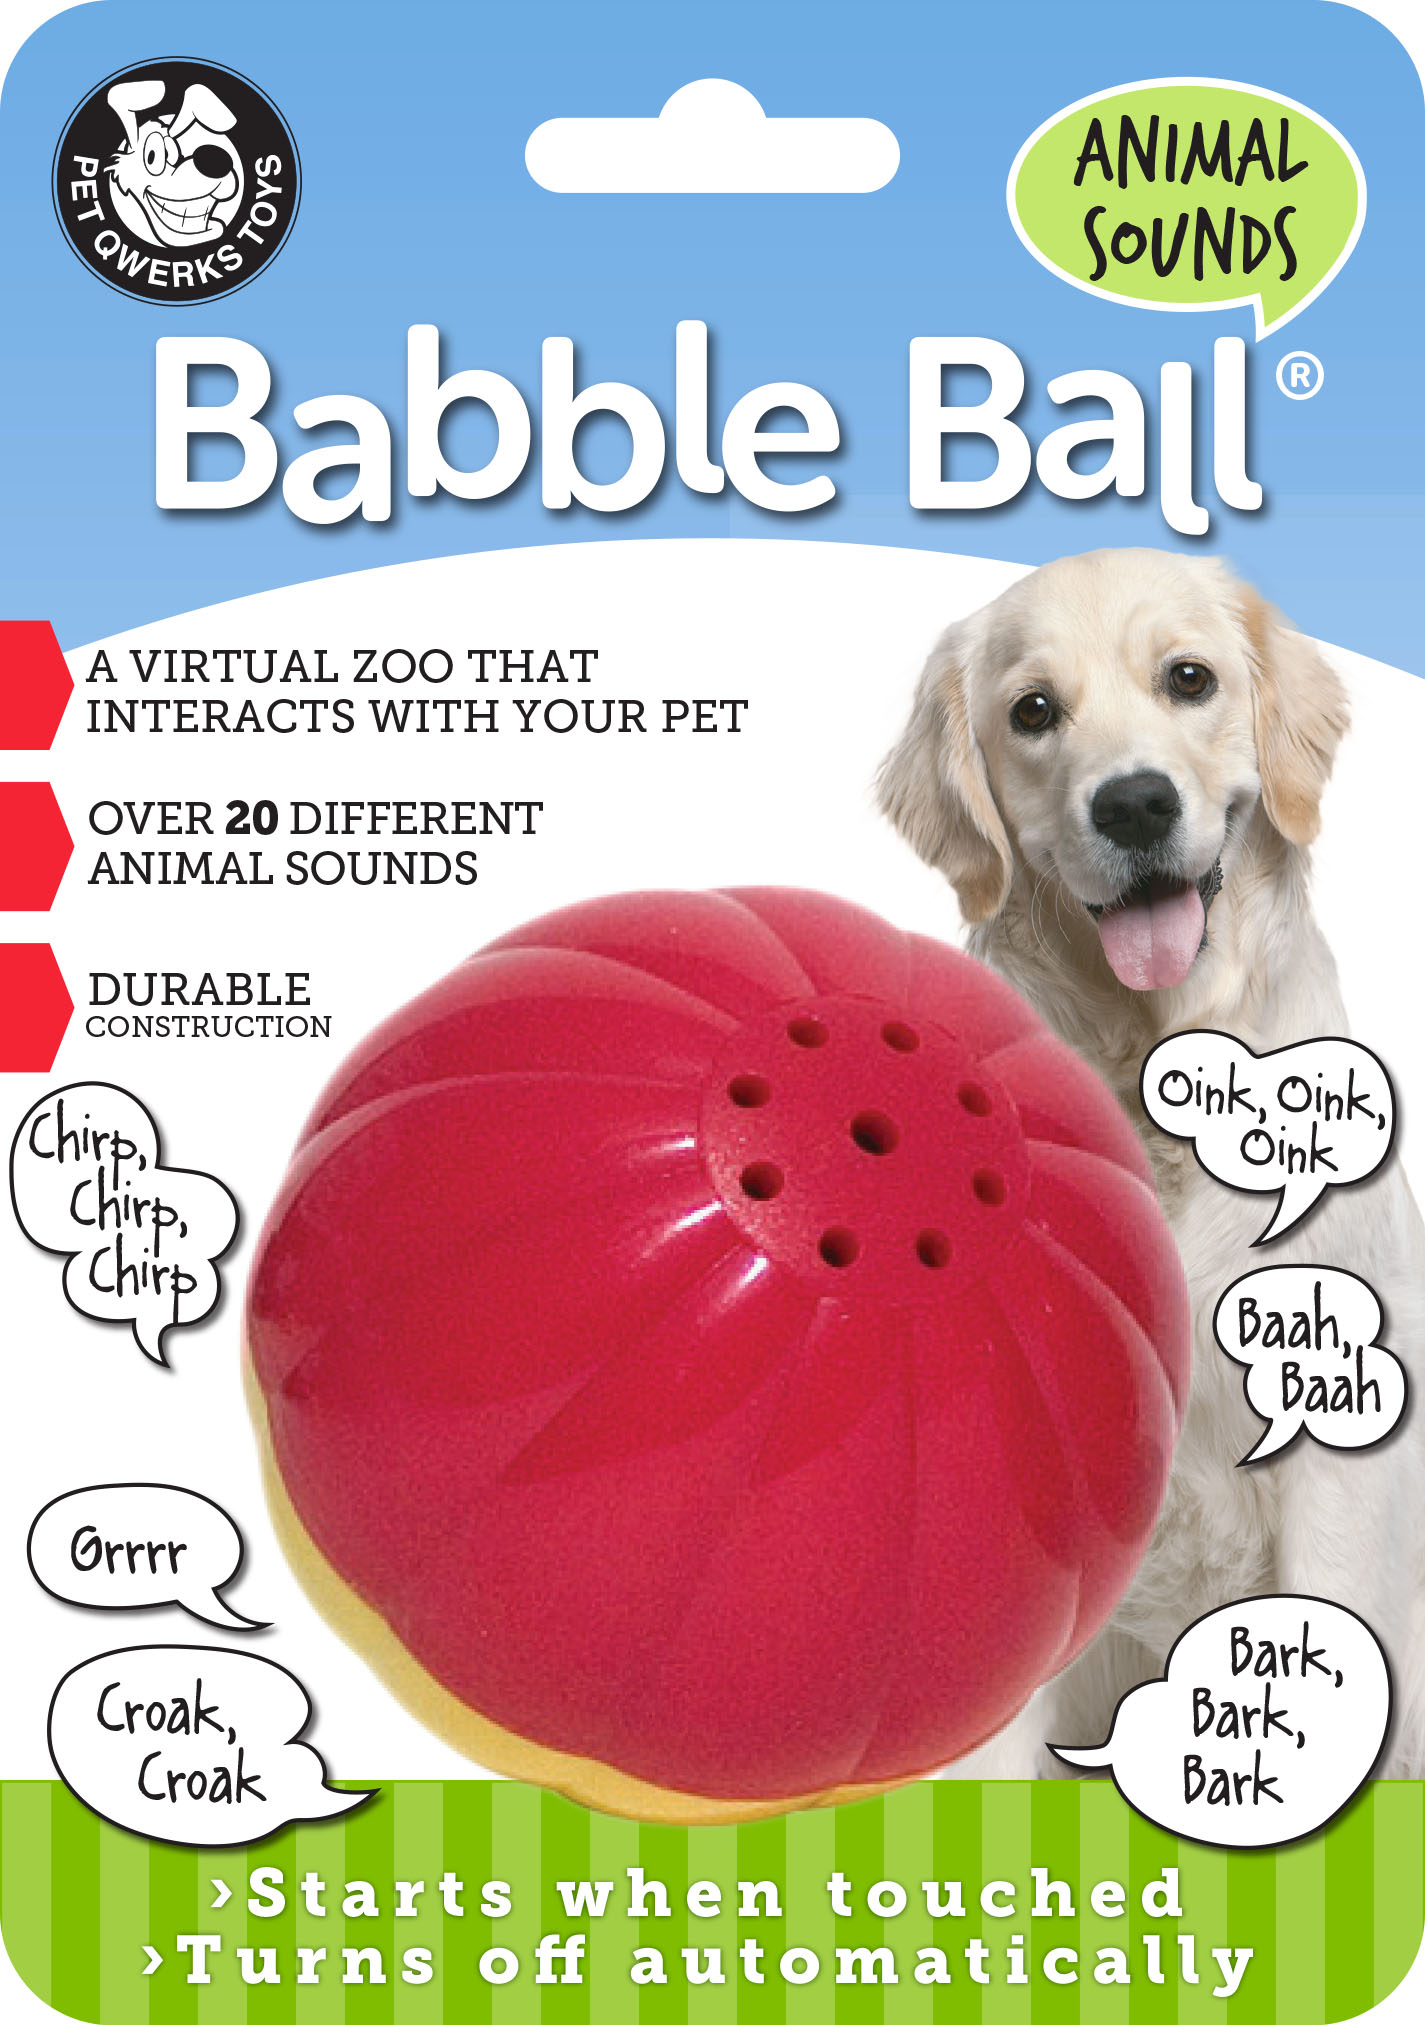 PET QWERKS TOYS
ANIMAL
SOUNDS
Babble Ball®
A VIRTUAL ZOO THAT
INTERACTS WITH YOUR PET
OVER 20 DIFFERENT
ANIMAL SOUNDS
DURABLE
CONSTRUCTION
Chirp,
Chirp,
Chirp
Oink, Oink,
Oink
Baah,
Baah
Grrrr
Croak,
Croak
Bark,
Bark,
Bark
›Starts when touched
›Turns off automatically